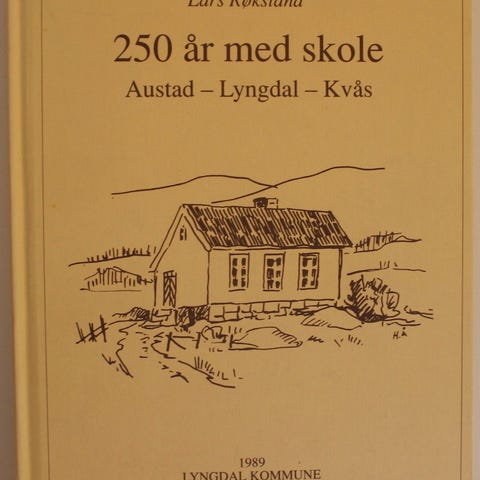 Lars Røksland
250 år med skole
Austad – Lyngdal – Kvås
H.Å
1989
LYNGDAL KOMMUNE